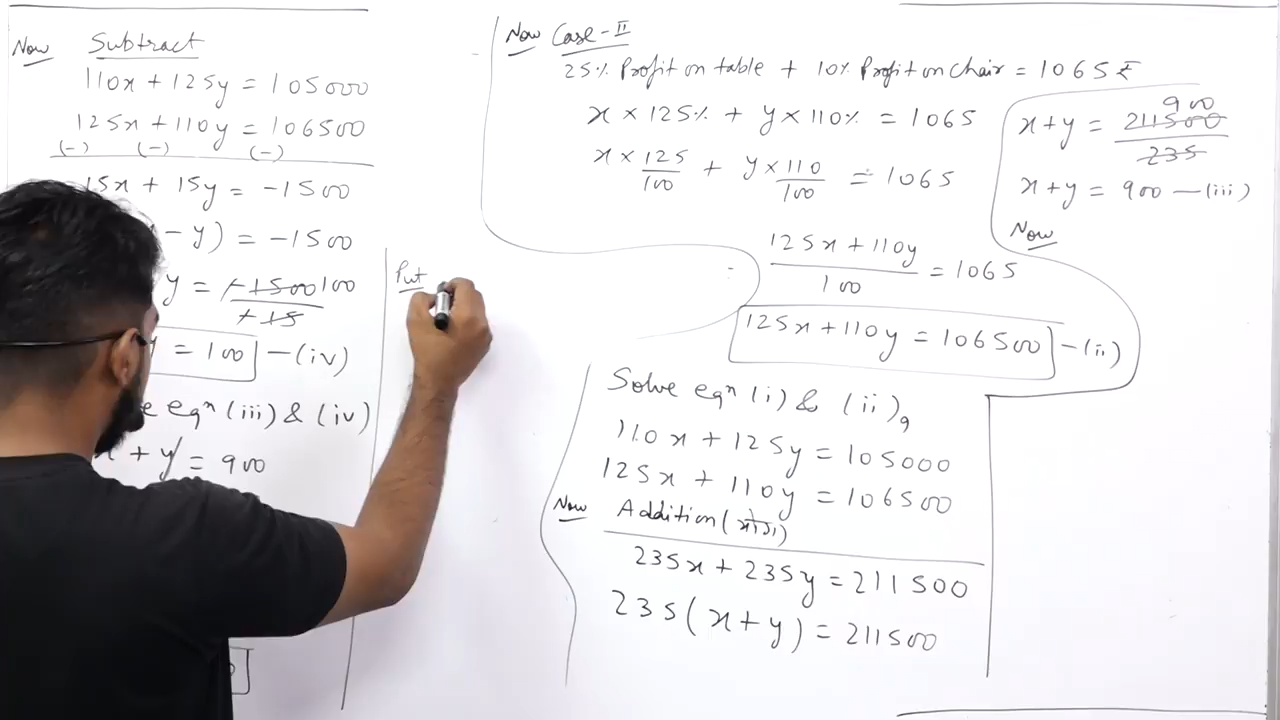 Now Subtract
110x + 125y = 105000
125x + 110y = 106500
(-) (-) (-)
15x + 15y = -1500
- y) = -1500
y = -1500 100
-15
y = 100 - (iv)
eqn (iii) & (iv)
x + y = 900
Put
Now Case - II
25% Profit on table + 10% Profit on Chair = 1065 ₹
x × 125% + y × 110% = 1065
x × 125/100 + y × 110/100 = 1065
125x + 110y / 100 = 1065
125x + 110y = 106500 - (ii)
Solve eqn (i) & (ii),
110x + 125y = 105000
125x + 110y = 106500
Now Addition (योग)
235x + 235y = 211500
235(x + y) = 211500
900
x + y = 211500 / 235
x + y = 900 - (iii)
Now